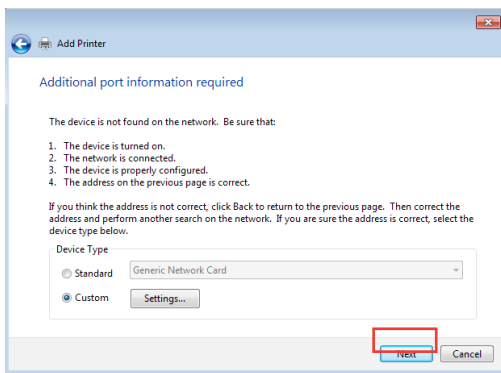 Add Printer
Additional port information required
The device is not found on the network. Be sure that:
1. The device is turned on.
2. The network is connected.
3. The device is properly configured.
4. The address on the previous page is correct.
If you think the address is not correct, click Back to return to the previous page. Then correct the
address and perform another search on the network. If you are sure the address is correct, select the
device type below.
Device Type
Standard
Generic Network Card
Custom
Settings...
Next
Cancel